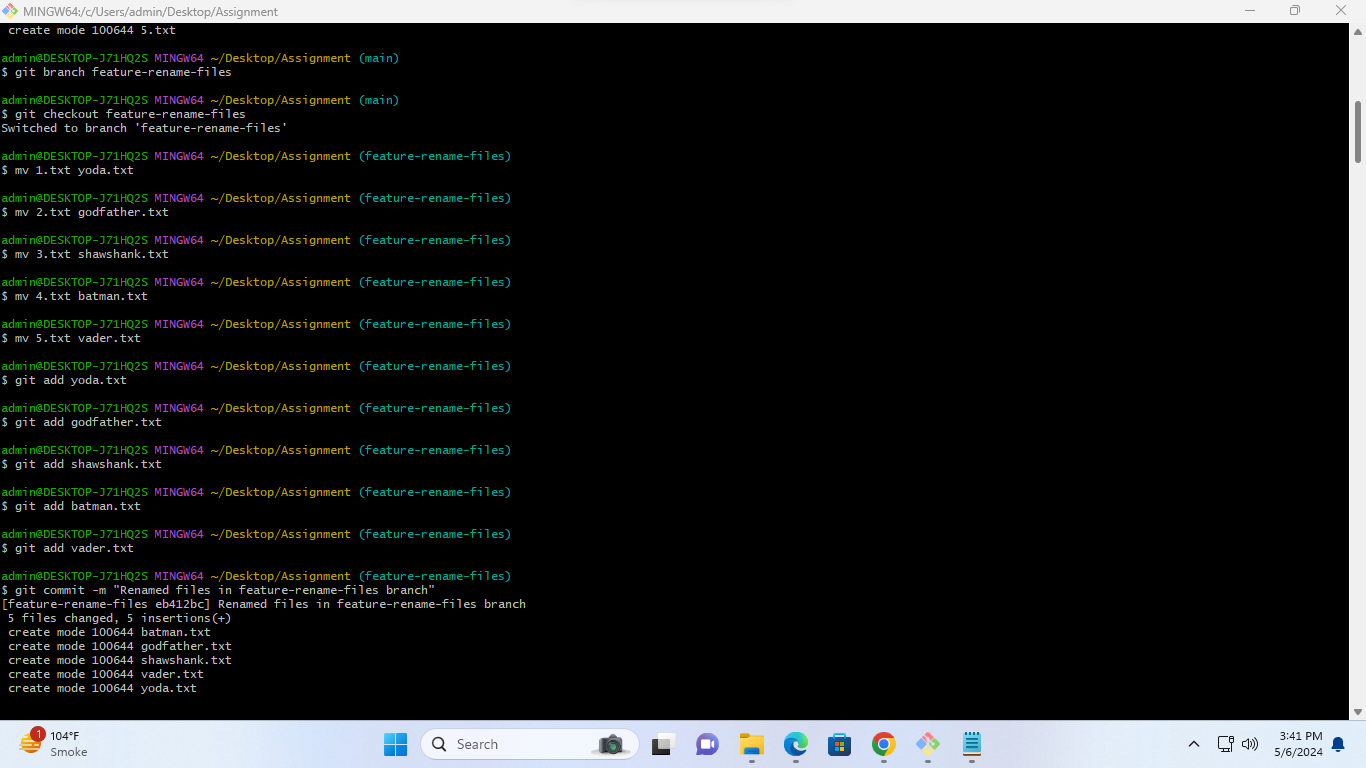 MINGW64:/c/Users/admin/Desktop/Assignment
create mode 100644 5.txt
admin@DESKTOP-J71HQ2S MINGW64 ~/Desktop/Assignment (main)
$ git branch feature-rename-files
admin@DESKTOP-J71HQ2S MINGW64 ~/Desktop/Assignment (main)
$ git checkout feature-rename-files
Switched to branch 'feature-rename-files'
admin@DESKTOP-J71HQ2S MINGW64 ~/Desktop/Assignment (feature-rename-files)
$ mv 1.txt yoda.txt
admin@DESKTOP-J71HQ2S MINGW64 ~/Desktop/Assignment (feature-rename-files)
$ mv 2.txt godfather.txt
admin@DESKTOP-J71HQ2S MINGW64 ~/Desktop/Assignment (feature-rename-files)
$ mv 3.txt shawshank.txt
admin@DESKTOP-J71HQ2S MINGW64 ~/Desktop/Assignment (feature-rename-files)
$ mv 4.txt batman.txt
admin@DESKTOP-J71HQ2S MINGW64 ~/Desktop/Assignment (feature-rename-files)
$ mv 5.txt vader.txt
admin@DESKTOP-J71HQ2S MINGW64 ~/Desktop/Assignment (feature-rename-files)
$ git add yoda.txt
admin@DESKTOP-J71HQ2S MINGW64 ~/Desktop/Assignment (feature-rename-files)
$ git add godfather.txt
admin@DESKTOP-J71HQ2S MINGW64 ~/Desktop/Assignment (feature-rename-files)
$ git add shawshank.txt
admin@DESKTOP-J71HQ2S MINGW64 ~/Desktop/Assignment (feature-rename-files)
$ git add batman.txt
admin@DESKTOP-J71HQ2S MINGW64 ~/Desktop/Assignment (feature-rename-files)
$ git add vader.txt
admin@DESKTOP-J71HQ2S MINGW64 ~/Desktop/Assignment (feature-rename-files)
$ git commit -m "Renamed files in feature-rename-files branch"
[feature-rename-files eb412bc] Renamed files in feature-rename-files branch
5 files changed, 5 insertions(+)
create mode 100644 batman.txt
create mode 100644 godfather.txt
create mode 100644 shawshank.txt
create mode 100644 vader.txt
create mode 100644 yoda.txt
1
104°F
Smoke
Search
3:41 PM
5/6/2024